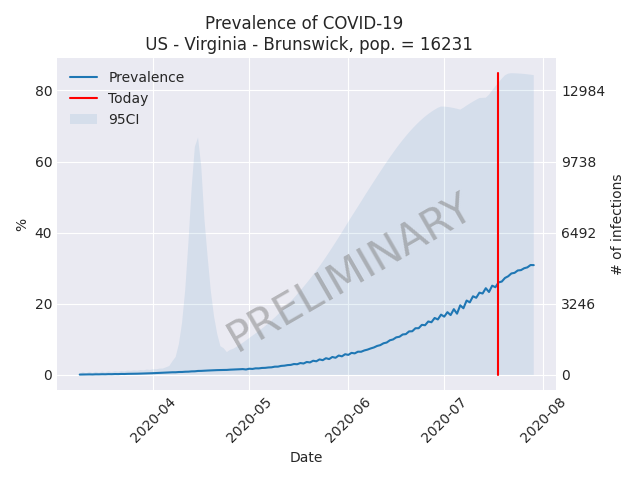 Prevalence of COVID-19
US - Virginia - Brunswick, pop. = 16231
Prevalence
Today
95CI
PRELIMINARY
%
80
60
40
20
0
12984
9738
6492
3246
0
# of infections
2020-04
2020-05
2020-06
2020-07
2020-08
Date